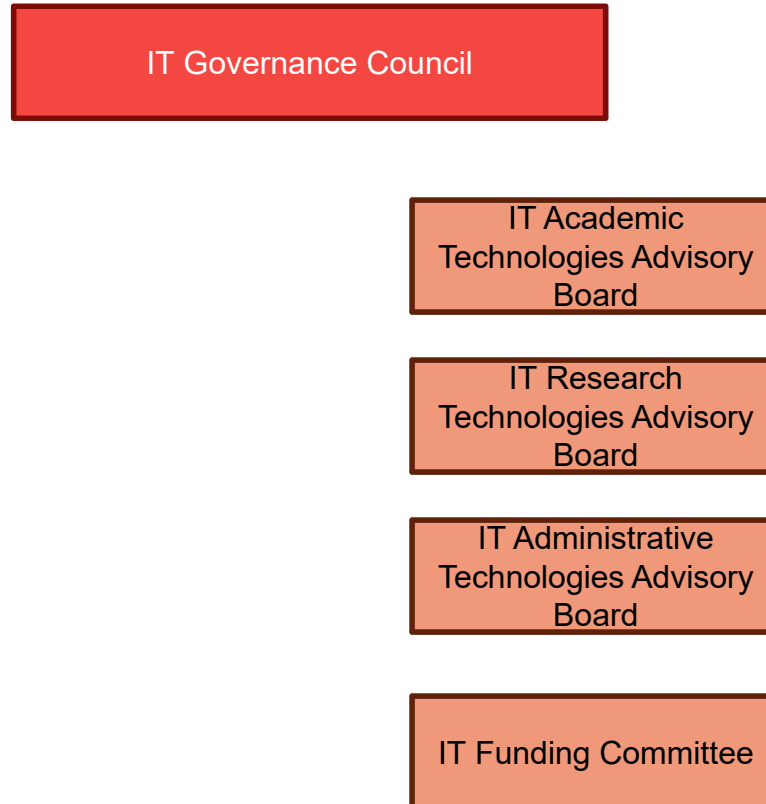 IT Governance Council
IT Academic
Technologies Advisory
Board
IT Research
Technologies Advisory
Board
IT Administrative
Technologies Advisory
Board
IT Funding Committee